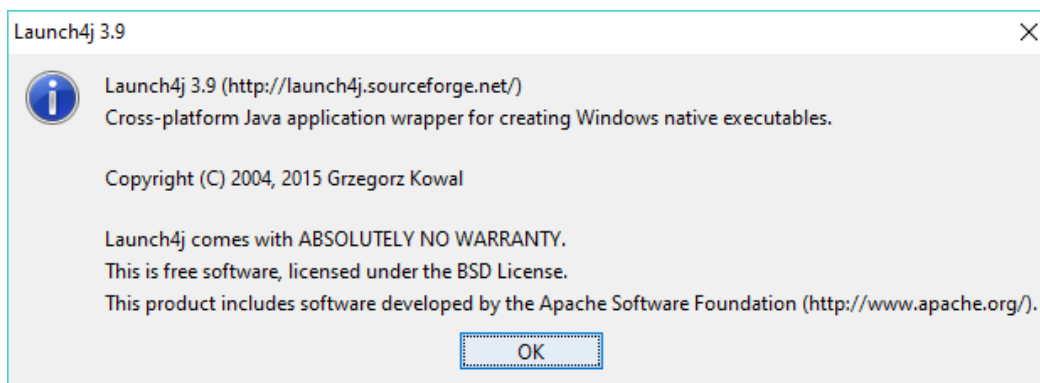 Launch4j 3.9
Launch4j 3.9 (http://launch4j.sourceforge.net/)
Cross-platform Java application wrapper for creating Windows native executables.
Copyright (C) 2004, 2015 Grzegorz Kowal
Launch4j comes with ABSOLUTELY NO WARRANTY.
This is free software, licensed under the BSD License.
This product includes software developed by the Apache Software Foundation (http://www.apache.org/).
OK